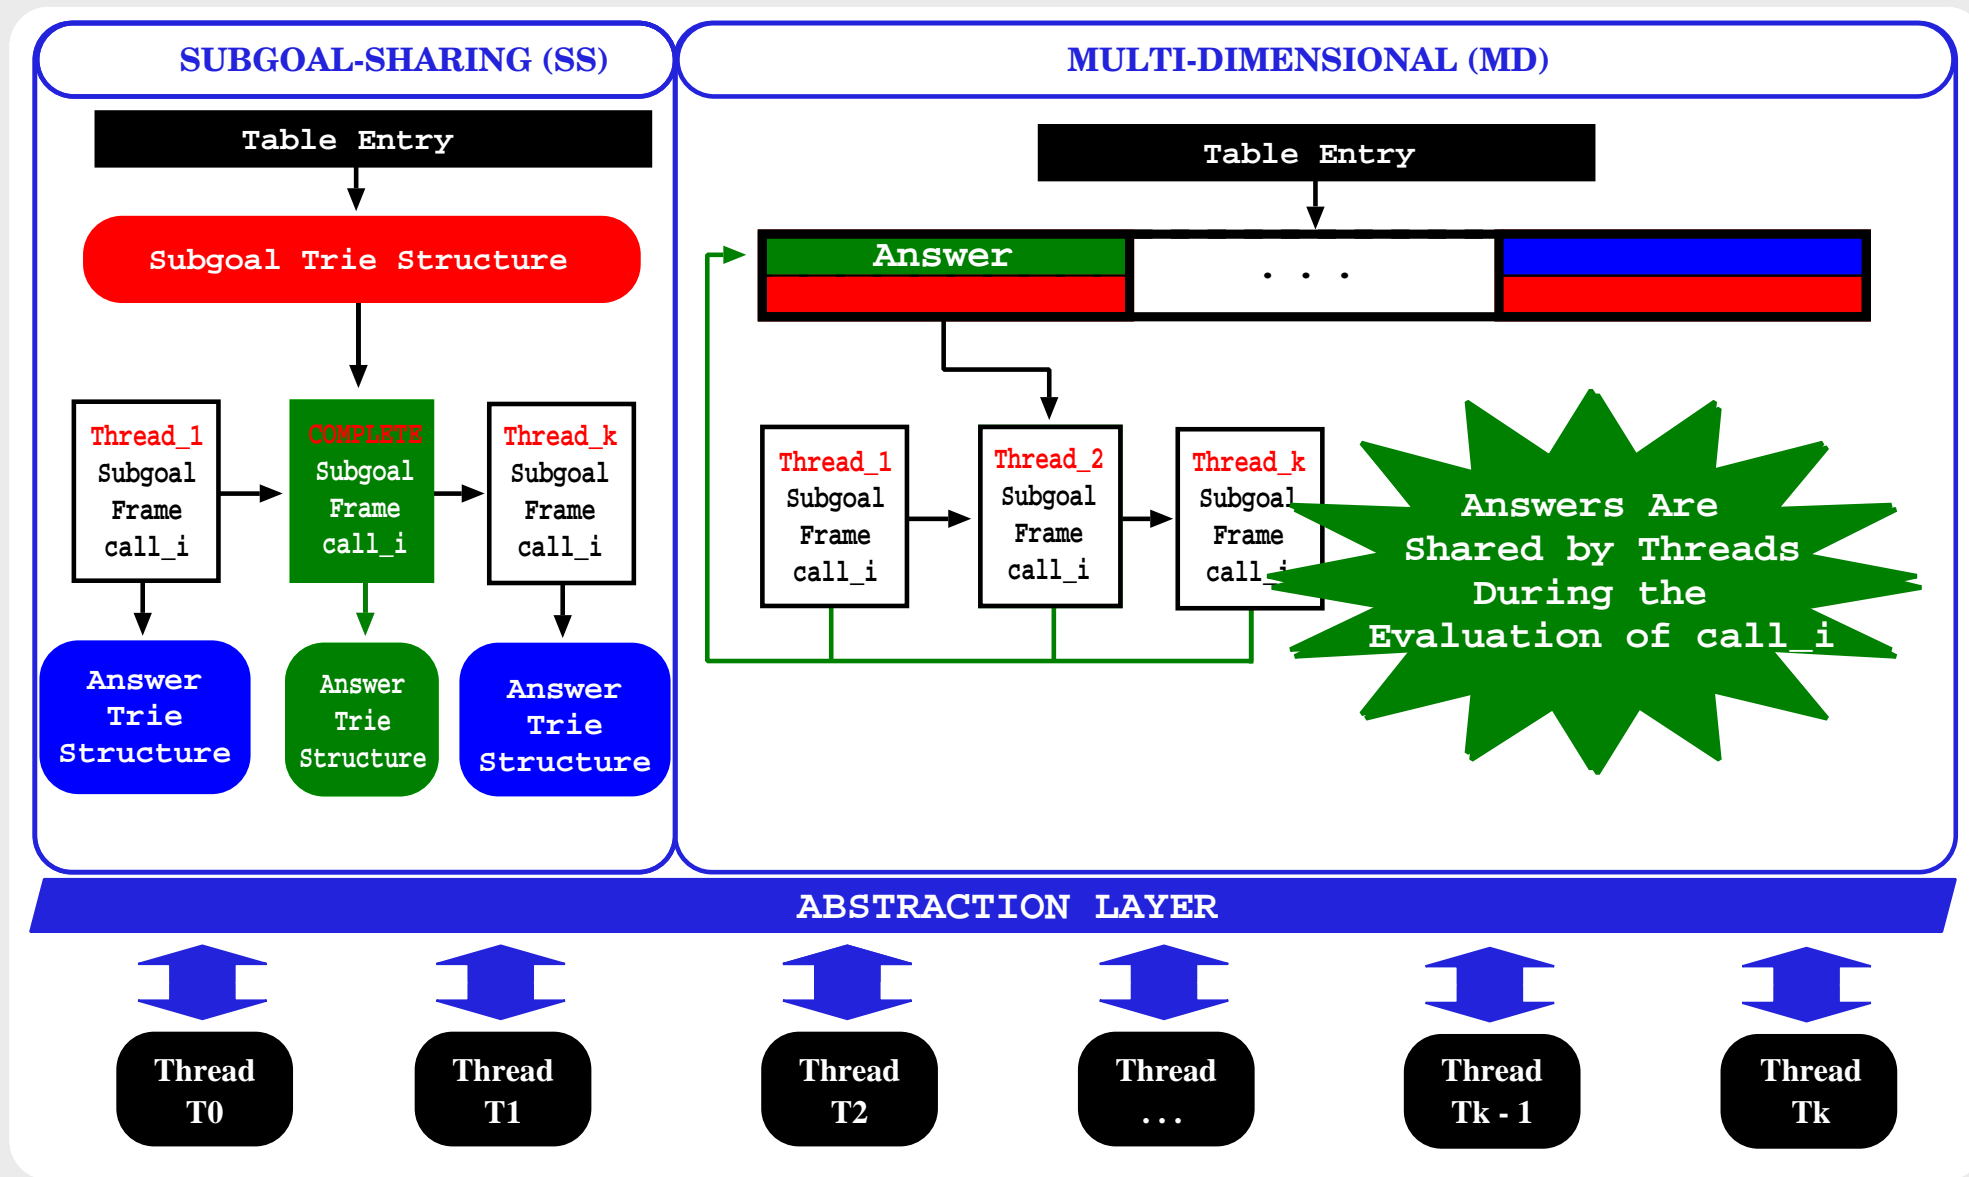 SUBGOAL-SHARING (SS)
Table Entry
Subgoal Trie Structure
Thread_1
Subgoal
Frame
call_i
COMPLETE
Subgoal
Frame
call_i
Thread_k
Subgoal
Frame
call_i
Answer
Trie
Structure
Answer
Trie
Structure
Answer
Trie
Structure
MULTI-DIMENSIONAL (MD)
Table Entry
Answer
. . .
Thread_1
Subgoal
Frame
call_i
Thread_2
Subgoal
Frame
call_i
Thread_k
Subgoal
Frame
call_i
Answers Are
Shared by Threads
During the
Evaluation of call_i
ABSTRACTION LAYER
Thread
T0
Thread
T1
Thread
T2
Thread
. . .
Thread
Tk - 1
Thread
Tk